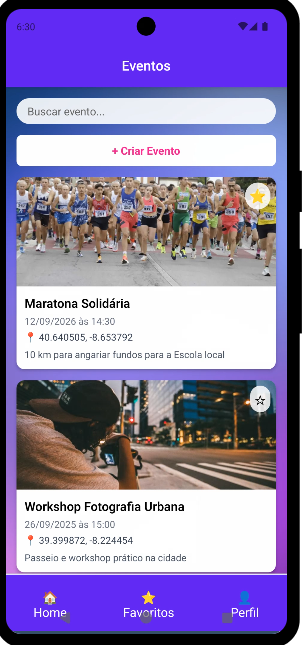 6:30
Eventos
Buscar evento...
+ Criar Evento
Maratona Solidária
12/09/2026 às 14:30
📍 40.640505, -8.653792
10 km para angariar fundos para a Escola local
Workshop Fotografia Urbana
26/09/2025 às 15:00
📍 39.399872, -8.224454
Passeio e workshop prático na cidade
Home
Favoritos
Perfil